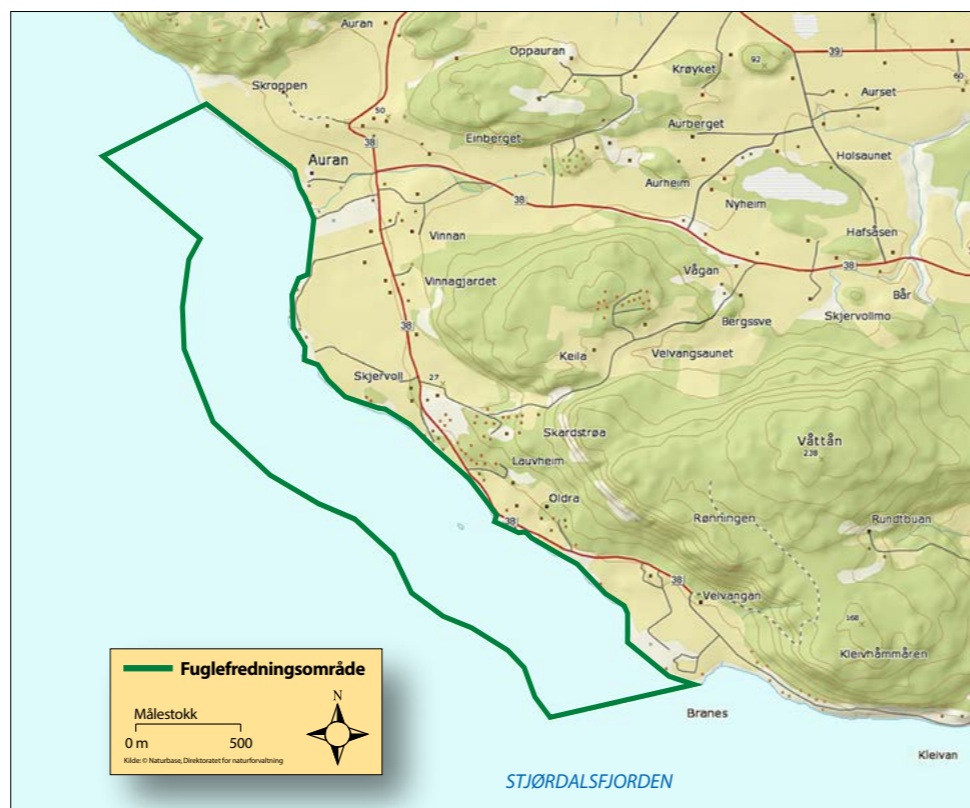 Auran
Oppauran
39
Krøyket
92
60
Skroppen
Aurset
50
Aurberget
38
Einberget
Holsaunet
Auran
Aurheim
38
Nyheim
Vinnan
Hafsåsen
38
Vågan
Vinnagjardet
Bår
Skjervollmo
Bergssve
38
Keila
Velvangsaunet
Skjervoll
27
Skardstrøa
Våttån
238
Lauvheim
Oldra
38
Rønningen
Rundtbuan
38
Velvangan
168
Kleivhåmmåren
Branes
Kleivan
Fuglefredningsområde
Målestokk
0 m 500
N
Kilde: © Naturbase, Direktoratet for naturforvaltning
STJØRDALSFJORDEN